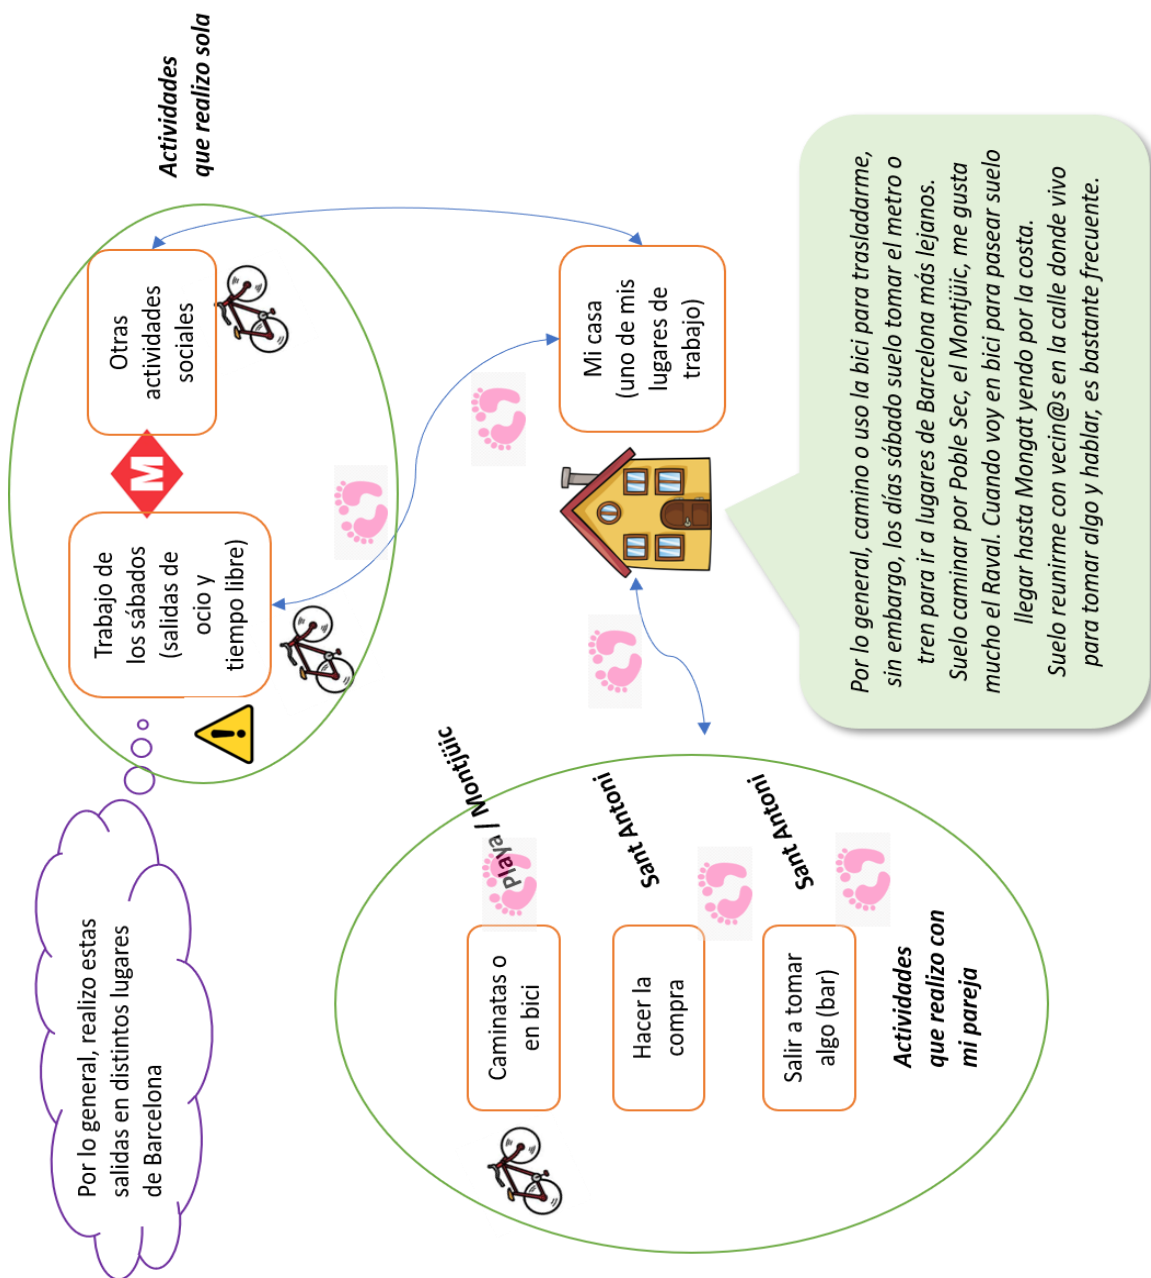 Por lo general, realizo estas
salidas en distintos lugares
de Barcelona
Trabajo de
los sábados
(salidas de
ocio y
tiempo libre)
M
Otras
actividades
sociales
Actividades
que realizo sola
Playa / Montjüic
Caminatas o
en bici
Sant Antoni
Hacer la
compra
Sant Antoni
Salir a tomar
algo (bar)
Actividades
que realizo con
mi pareja
Mi casa
(uno de mis
lugares de
trabajo)
Por lo general, camino o uso la bici para trasladarme,
sin embargo, los días sábado suelo tomar el metro o
tren para ir a lugares de Barcelona más lejanos.
Suelo caminar por Poble Sec, el Montjüic, me gusta
mucho el Raval. Cuando voy en bici para pasear suelo
llegar hasta Mongat yendo por la costa.
Suelo reunirme con vecin@s en la calle donde vivo
para tomar algo y hablar, es bastante frecuente.